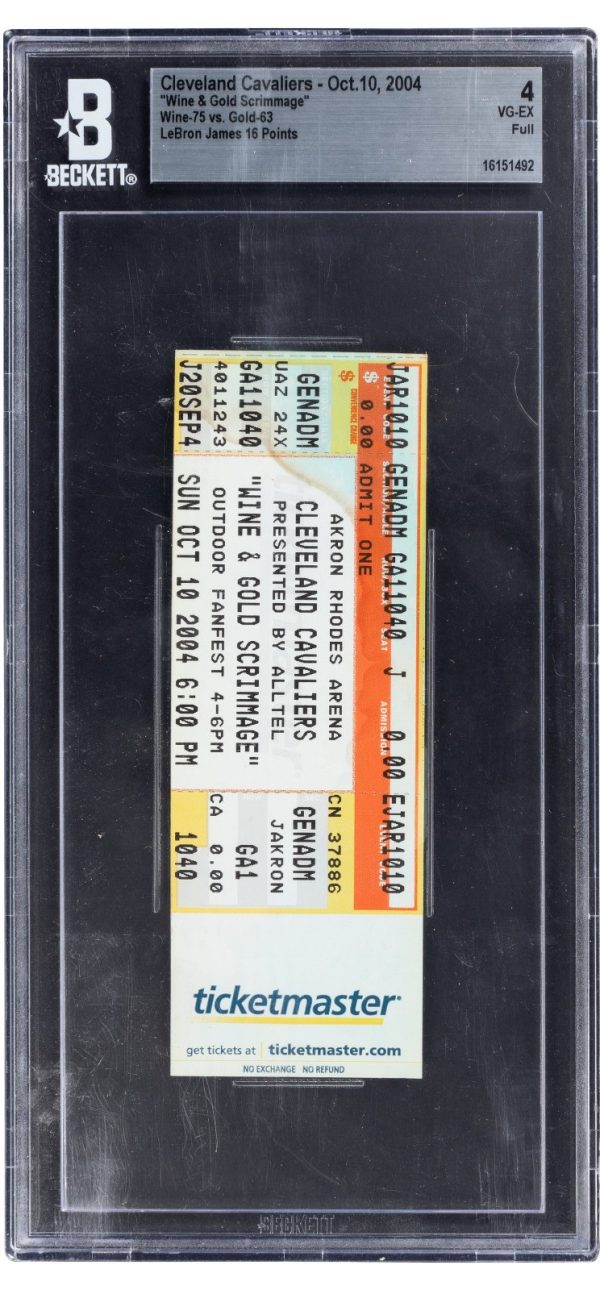 BECKETT®
Cleveland Cavaliers - Oct.10, 2004
"Wine & Gold Scrimmage"
Wine-75 vs. Gold-63
LeBron James 16 Points
4
VG-EX
Full
16151492
JAR1010 GENADM GA11040 J 0.00 EJAR1010
$ 0.00 ADMIT ONE
ADMISSION
$ CONVENIENCE CHARGE
GENADM
UAZ 24X
GA11040
4011243
J20SEP4
AKRON RHODES ARENA
CLEVELAND CAVALIERS
PRESENTED BY ALLTEL
"WINE & GOLD SCRIMMAGE"
OUTDOOR FANFEST 4-6PM
SUN OCT 10 2004 6:00 PM
CN 37886
GENADM
JAKRON
GA1
CA 0.00
1040
ticketmaster®
get tickets at | ticketmaster.com
NO EXCHANGE NO REFUND
BECKETT